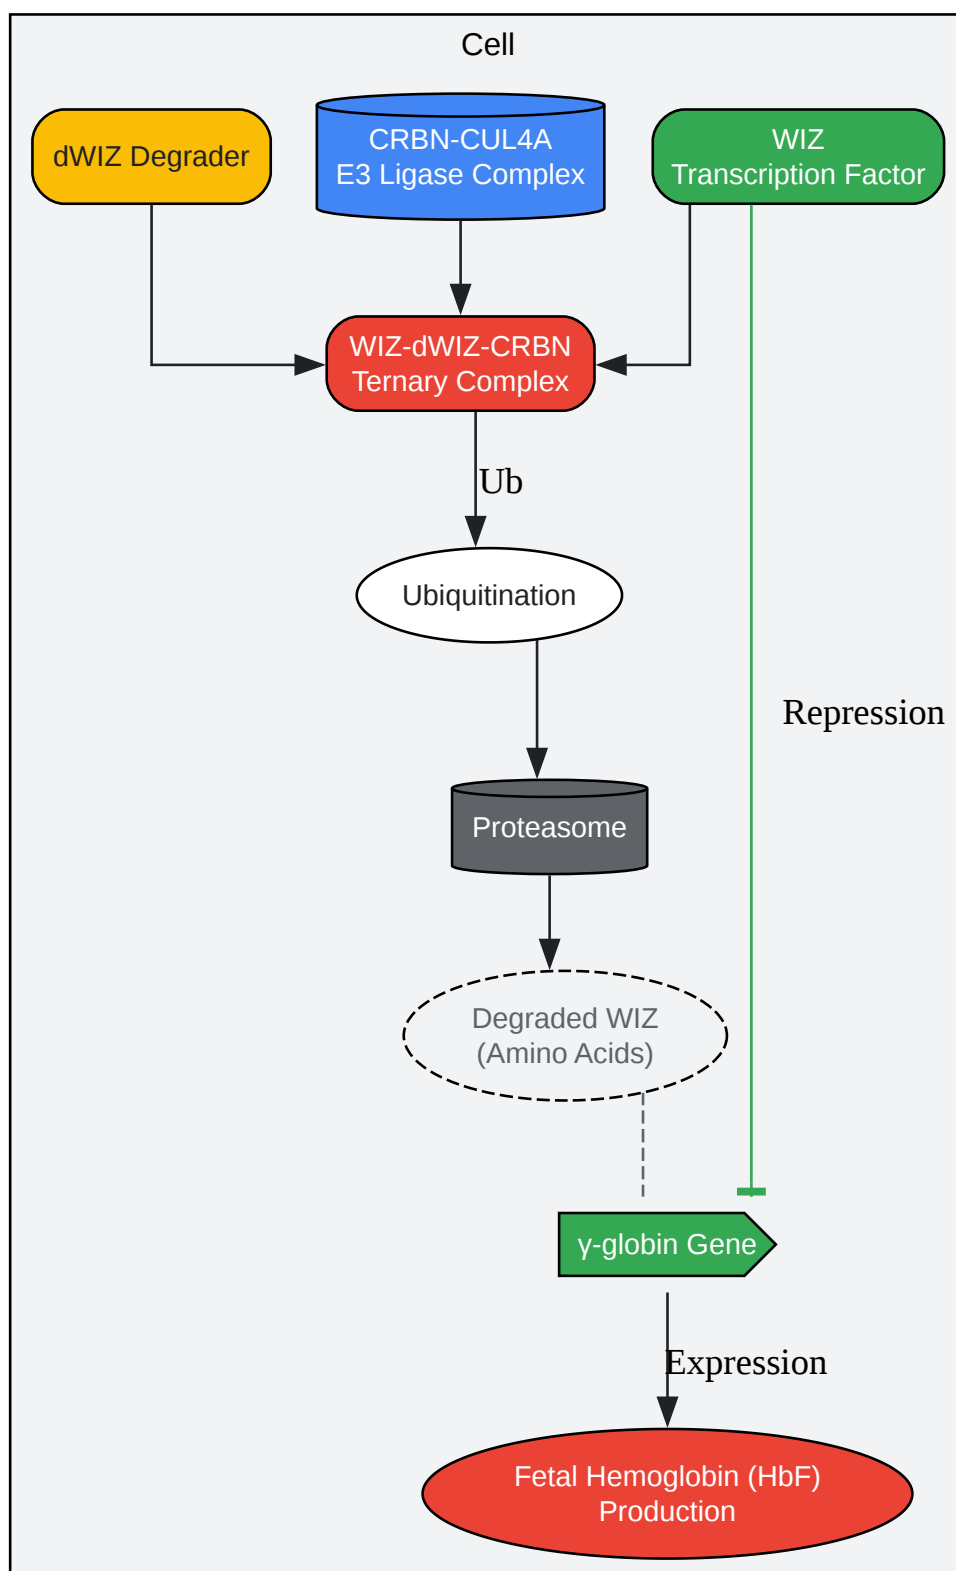 Cell
dWIZ Degrader
CRBN-CUL4A
E3 Ligase Complex
WIZ
Transcription Factor
WIZ-dWIZ-CRBN
Ternary Complex
Ub
Ubiquitination
Repression
Proteasome
Degraded WIZ
(Amino Acids)
γ-globin Gene
Expression
Fetal Hemoglobin (HbF)
Production